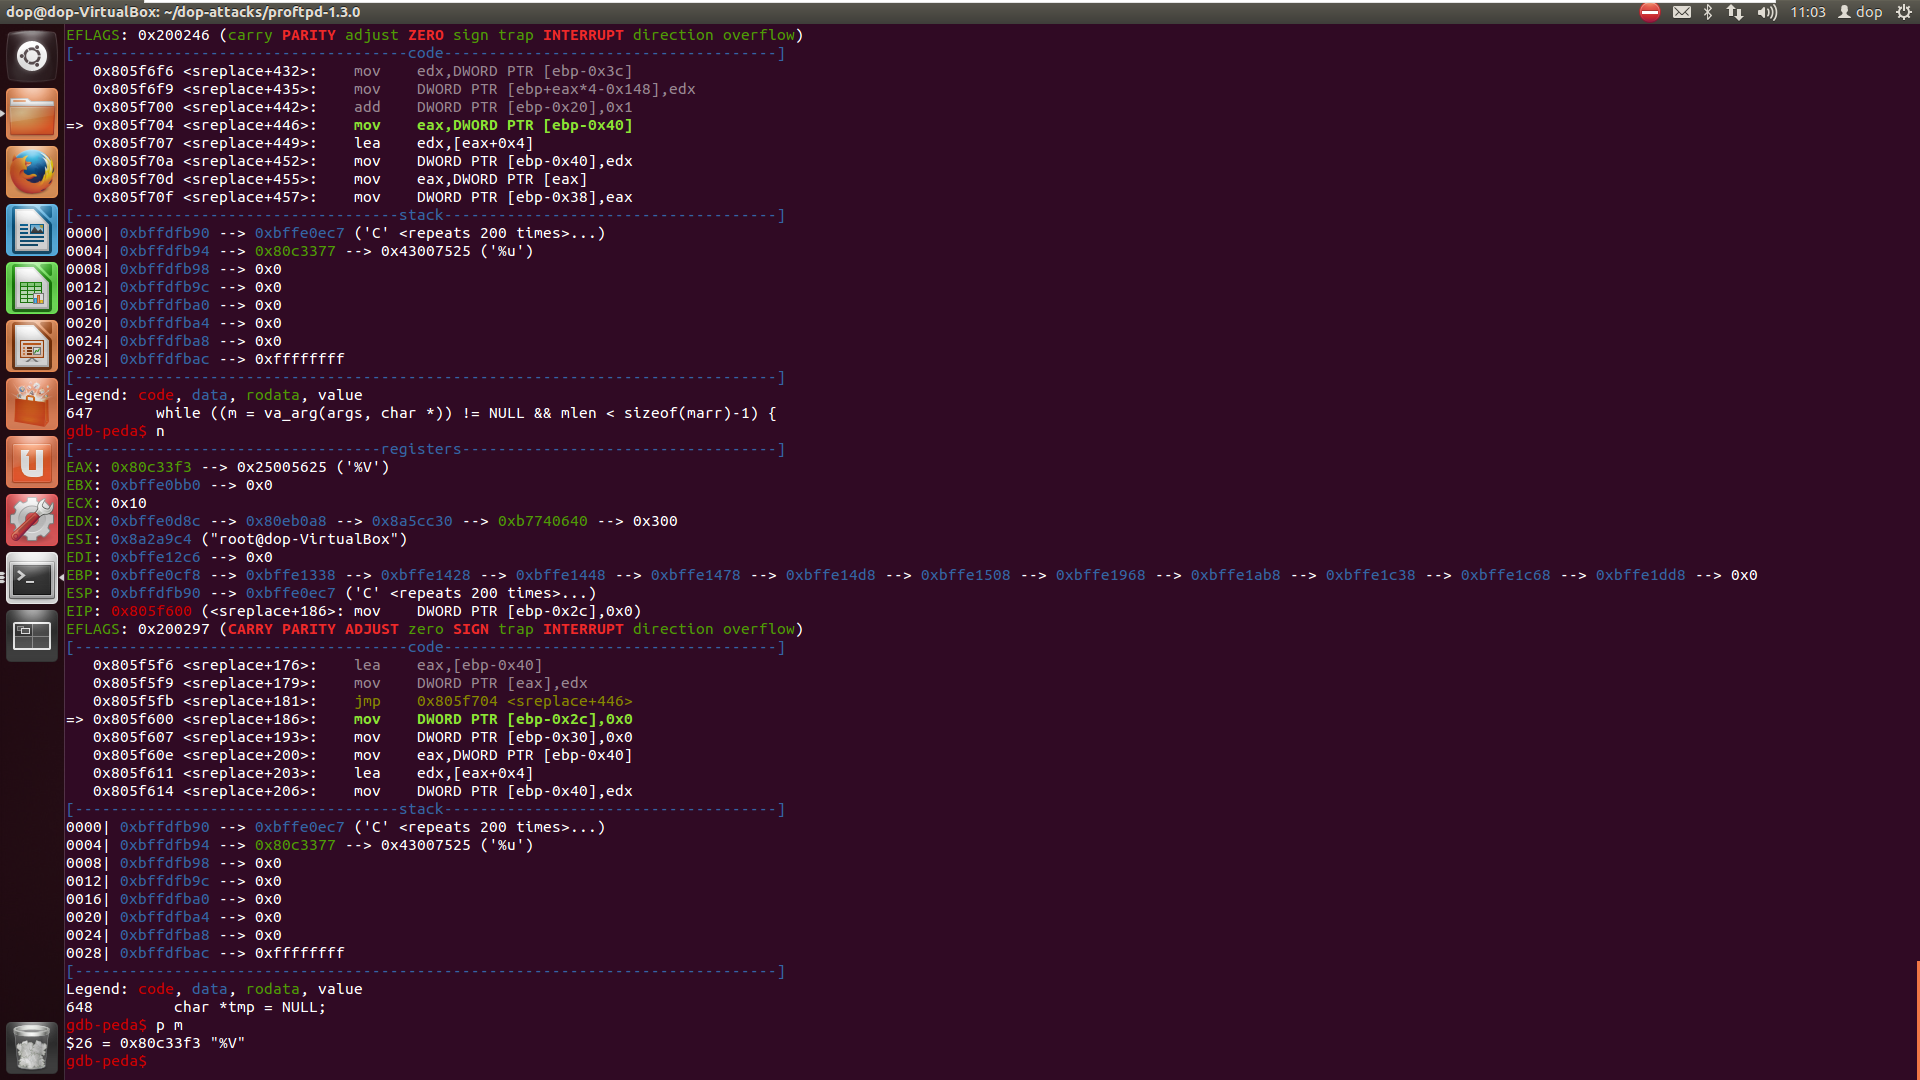 dop@dop-VirtualBox: ~/dop-attacks/proftpd-1.3.0 11:03 dop
EFLAGS: 0x200246 (carry PARITY adjust ZERO sign trap INTERRUPT direction overflow)
[-------------------------------------code-------------------------------------]
   0x805f6f6 <sreplace+432>:	mov    edx,DWORD PTR [ebp-0x3c]
   0x805f6f9 <sreplace+435>:	mov    DWORD PTR [ebp+eax*4-0x148],edx
   0x805f700 <sreplace+442>:	add    DWORD PTR [ebp-0x20],0x1
=> 0x805f704 <sreplace+446>:	mov    eax,DWORD PTR [ebp-0x40]
   0x805f707 <sreplace+449>:	lea    edx,[eax+0x4]
   0x805f70a <sreplace+452>:	mov    DWORD PTR [ebp-0x40],edx
   0x805f70d <sreplace+455>:	mov    eax,DWORD PTR [eax]
   0x805f70f <sreplace+457>:	mov    DWORD PTR [ebp-0x38],eax
[------------------------------------stack-------------------------------------]
0000| 0xbffdfb90 --> 0xbffe0ec7 ('C' <repeats 200 times>...)
0004| 0xbffdfb94 --> 0x80c3377 --> 0x43007525 ('%u')
0008| 0xbffdfb98 --> 0x0
0012| 0xbffdfb9c --> 0x0
0016| 0xbffdfba0 --> 0x0
0020| 0xbffdfba4 --> 0x0
0024| 0xbffdfba8 --> 0x0
0028| 0xbffdfbac --> 0xffffffff
[------------------------------------------------------------------------------]
Legend: code, data, rodata, value
647	  while ((m = va_arg(args, char *)) != NULL && mlen < sizeof(marr)-1) {
gdb-peda$ n
[----------------------------------registers-----------------------------------]
EAX: 0x80c33f3 --> 0x25005625 ('%V')
EBX: 0xbffe0bb0 --> 0x0
ECX: 0x10
EDX: 0xbffe0d8c --> 0x80eb0a8 --> 0x8a5cc30 --> 0xb7740640 --> 0x300
ESI: 0x8a2a9c4 ("root@dop-VirtualBox")
EDI: 0xbffe12c6 --> 0x0
EBP: 0xbffe0cf8 --> 0xbffe1338 --> 0xbffe1428 --> 0xbffe1448 --> 0xbffe1478 --> 0xbffe14d8 --> 0xbffe1508 --> 0xbffe1968 --> 0xbffe1ab8 --> 0xbffe1c38 --> 0xbffe1c68 --> 0xbffe1dd8 --> 0x0
ESP: 0xbffdfb90 --> 0xbffe0ec7 ('C' <repeats 200 times>...)
EIP: 0x805f600 (<sreplace+186>:	mov    DWORD PTR [ebp-0x2c],0x0)
EFLAGS: 0x200297 (CARRY PARITY ADJUST zero SIGN trap INTERRUPT direction overflow)
[-------------------------------------code-------------------------------------]
   0x805f5f6 <sreplace+176>:	lea    eax,[ebp-0x40]
   0x805f5f9 <sreplace+179>:	mov    DWORD PTR [eax],edx
   0x805f5fb <sreplace+181>:	jmp    0x805f704 <sreplace+446>
=> 0x805f600 <sreplace+186>:	mov    DWORD PTR [ebp-0x2c],0x0
   0x805f607 <sreplace+193>:	mov    DWORD PTR [ebp-0x30],0x0
   0x805f60e <sreplace+200>:	mov    eax,DWORD PTR [ebp-0x40]
   0x805f611 <sreplace+203>:	lea    edx,[eax+0x4]
   0x805f614 <sreplace+206>:	mov    DWORD PTR [ebp-0x40],edx
[------------------------------------stack-------------------------------------]
0000| 0xbffdfb90 --> 0xbffe0ec7 ('C' <repeats 200 times>...)
0004| 0xbffdfb94 --> 0x80c3377 --> 0x43007525 ('%u')
0008| 0xbffdfb98 --> 0x0
0012| 0xbffdfb9c --> 0x0
0016| 0xbffdfba0 --> 0x0
0020| 0xbffdfba4 --> 0x0
0024| 0xbffdfba8 --> 0x0
0028| 0xbffdfbac --> 0xffffffff
[------------------------------------------------------------------------------]
Legend: code, data, rodata, value
648	    char *tmp = NULL;
gdb-peda$ p m
$26 = 0x80c33f3 "%V"
gdb-peda$